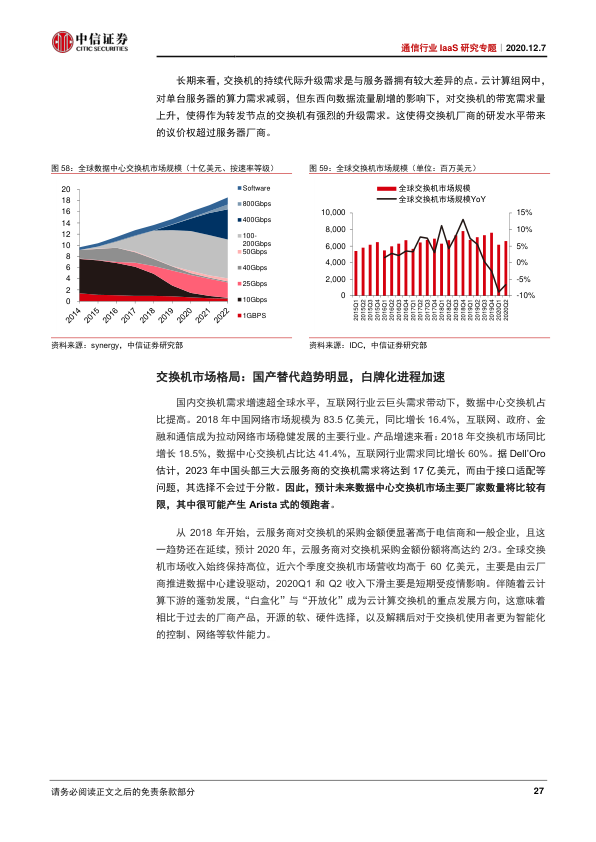 中信证券
CITIC SECURITIES
通信行业 IaaS 研究专题｜2020.12.7
长期来看，交换机的持续代际升级需求是与服务器拥有较大差异的点。云计算组网中，
对单台服务器的算力需求减弱，但东西向数据流量剧增的影响下，对交换机的带宽需求量
上升，使得作为转发节点的交换机有强烈的升级需求。这使得交换机厂商的研发水平带来
的议价权超过服务器厂商。
图 58：全球数据中心交换机市场规模（十亿美元、按速率等级）
20
18
16
14
12
10
8
6
4
2
0
2014
2015
2016
2017
2018
2019
2020
2021
2022
Software
800Gbps
400Gbps
100-
200Gbps
50Gbps
40Gbps
25Gbps
10Gbps
1GBPS
资料来源：synergy，中信证券研究部
图 59：全球交换机市场规模（单位：百万美元）
全球交换机市场规模
全球交换机市场规模YoY
10,000
8,000
6,000
4,000
2,000
0
15%
10%
5%
0%
-5%
-10%
2015Q1
2015Q2
2015Q3
2015Q4
2016Q1
2016Q2
2016Q3
2016Q4
2017Q1
2017Q2
2017Q3
2017Q4
2018Q1
2018Q2
2018Q3
2018Q4
2019Q1
2019Q2
2019Q3
2019Q4
2020Q1
2020Q2
资料来源：IDC，中信证券研究部
交换机市场格局：国产替代趋势明显，白牌化进程加速
国内交换机需求增速超全球水平，互联网行业云巨头需求带动下，数据中心交换机占
比提高。2018 年中国网络市场规模为 83.5 亿美元，同比增长 16.4%，互联网、政府、金
融和通信成为拉动网络市场稳健发展的主要行业。产品增速来看：2018 年交换机市场同比
增长 18.5%，数据中心交换机占比达 41.4%，互联网行业需求同比增长 60%。据 Dell’Oro
估计，2023 年中国头部三大云服务商的交换机需求将达到 17 亿美元，而由于接口适配等
问题，其选择不会过于分散。因此，预计未来数据中心交换机市场主要厂家数量将比较有
限，其中很可能产生 Arista 式的领跑者。
从 2018 年开始，云服务商对交换机的采购金额便显著高于电信商和一般企业，且这
一趋势还在延续，预计 2020 年，云服务商对交换机采购金额份额将高达约 2/3。全球交换
机市场收入始终保持高位，近六个季度交换机市场营收均高于 60 亿美元，主要是由云厂
商推进数据中心建设驱动，2020Q1 和 Q2 收入下滑主要是短期受疫情影响。伴随着云计
算下游的蓬勃发展，“白盒化”与“开放化”成为云计算交换机的重点发展方向，这意味着
相比于过去的厂商产品，开源的软、硬件选择，以及解耦后对于交换机使用者更为智能化
的控制、网络等软件能力。
请务必阅读正文之后的免责条款部分
27